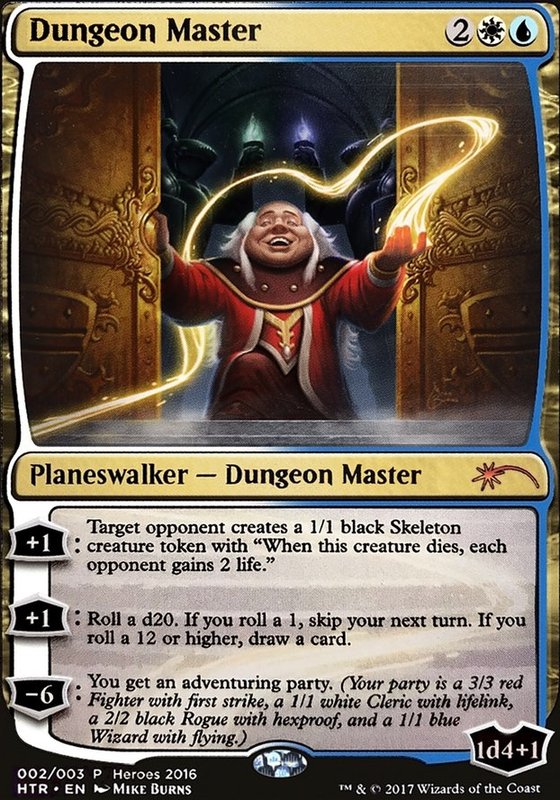 Dungeon Master 2
Planeswalker — Dungeon Master
+1 : Target opponent creates a 1/1 black Skeleton
creature token with “When this creature dies, each
opponent gains 2 life.”
+1 : Roll a d20. If you roll a 1, skip your next turn. If you
roll a 12 or higher, draw a card.
−6 : You get an adventuring party. (Your party is a 3/3 red
Fighter with first strike, a 1/1 white Cleric with lifelink,
a 2/2 black Rogue with hexproof, and a 1/1 blue
Wizard with flying.)
1d4+1
002/003 P Heroes 2016
HTR • EN Mike Burns ™ & © 2017 Wizards of the Coast